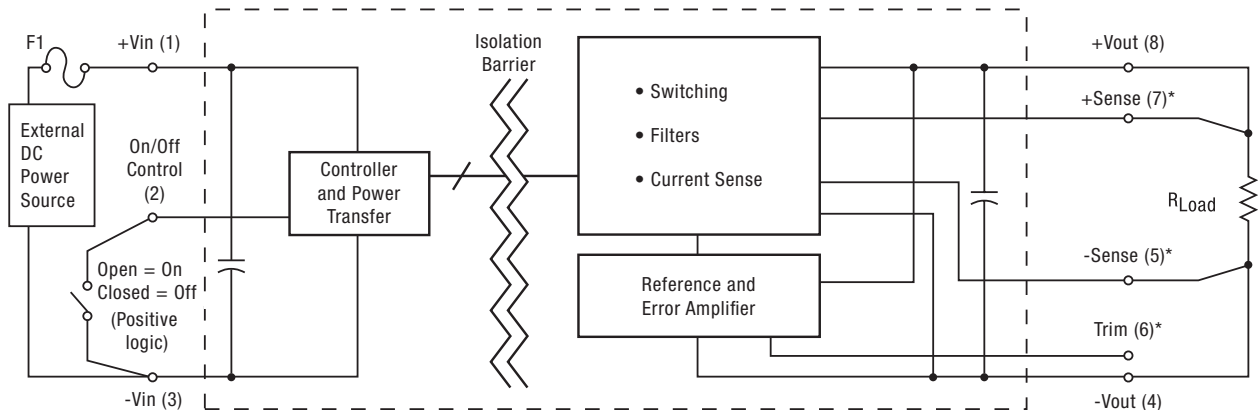 F1
+Vin (1)
External
DC
Power
Source
On/Off
Control
(2)
Open = On
Closed = Off
(Positive
logic)
-Vin (3)
Controller
and Power
Transfer
Isolation
Barrier
• Switching
• Filters
• Current Sense
Reference and
Error Amplifier
+Vout (8)
+Sense (7)*
RLoad
-Sense (5)*
Trim (6)*
-Vout (4)